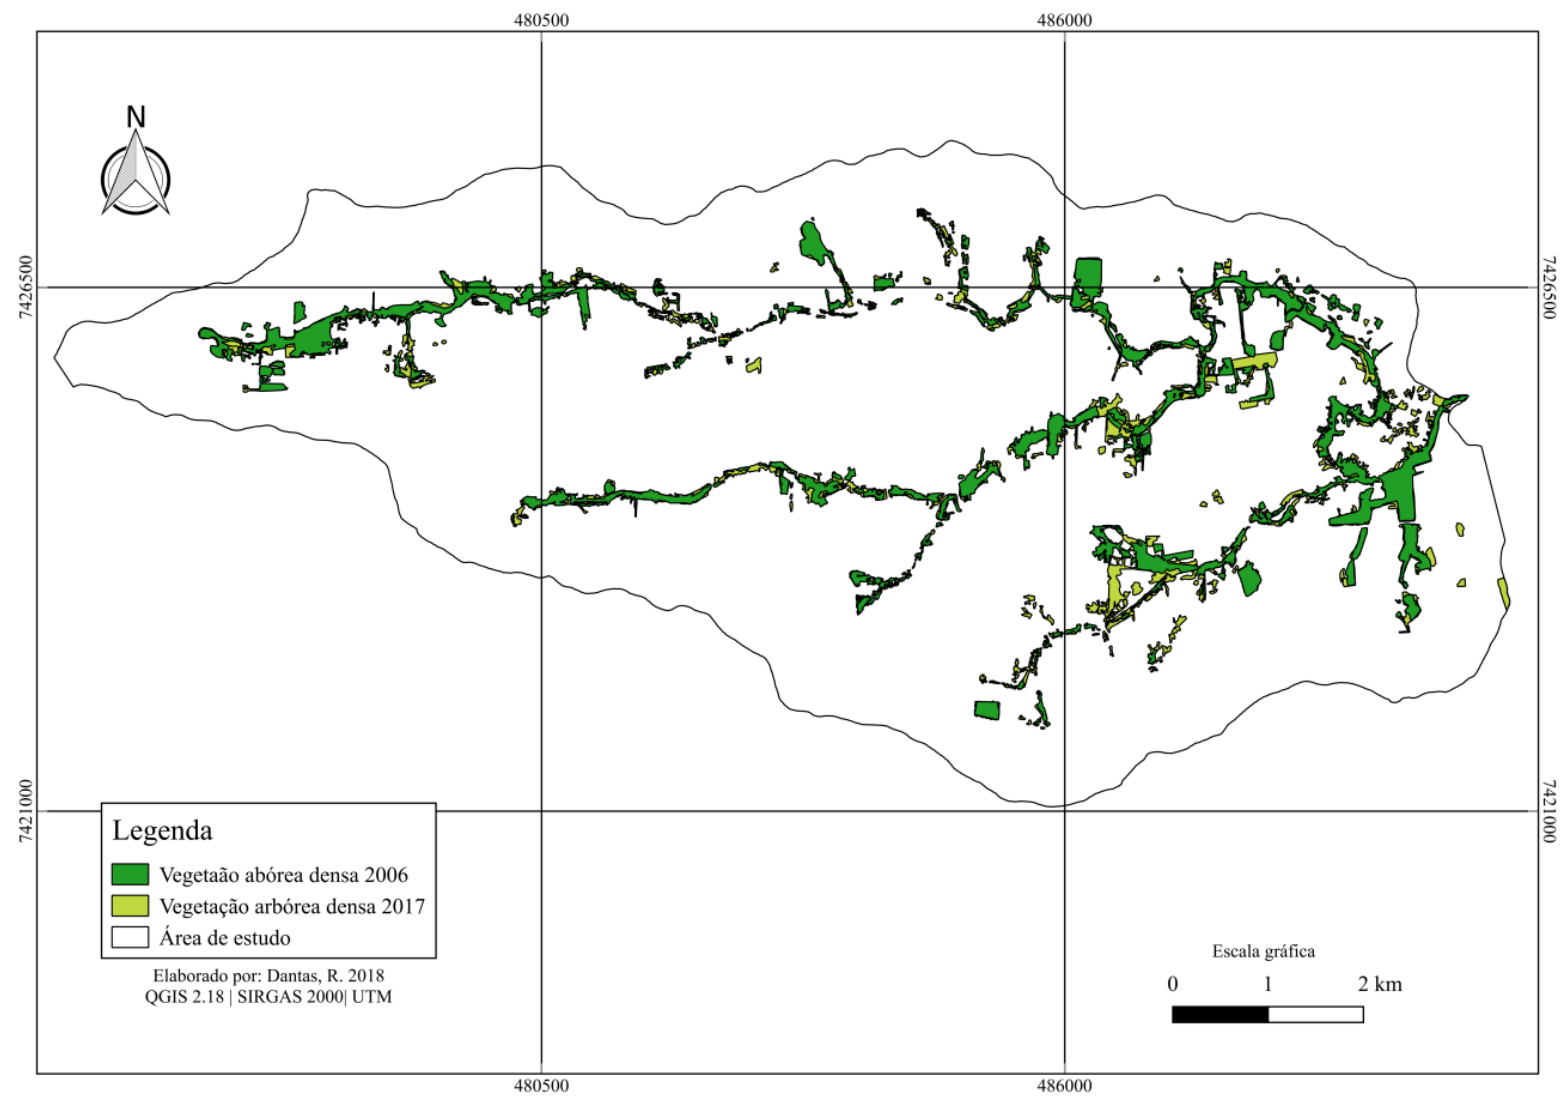 480500
486000
N
7426500
7426500
7421000
7421000
Legenda
Vegetaão abórea densa 2006
Vegetação arbórea densa 2017
Área de estudo
Elaborado por: Dantas, R. 2018
QGIS 2.18 | SIRGAS 2000| UTM
Escala gráfica
0 1 2 km
480500
486000